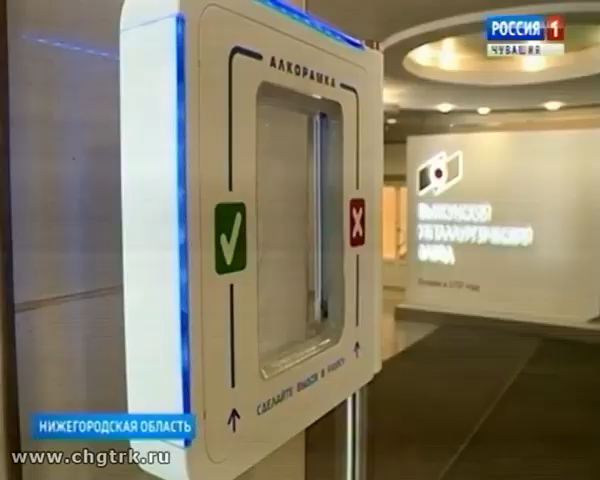 РОССИЯ 1
ЧУВАШИЯ
АЛКОРАМКА
ВЫКСУНСКИЙ
МЕТАЛЛУРГИЧЕСКИЙ
ЗАВОД
СДЕЛАЙТЕ ВЫДОХ В РАМКУ
НИЖЕГОРОДСКАЯ ОБЛАСТЬ
www.chgtrk.ru